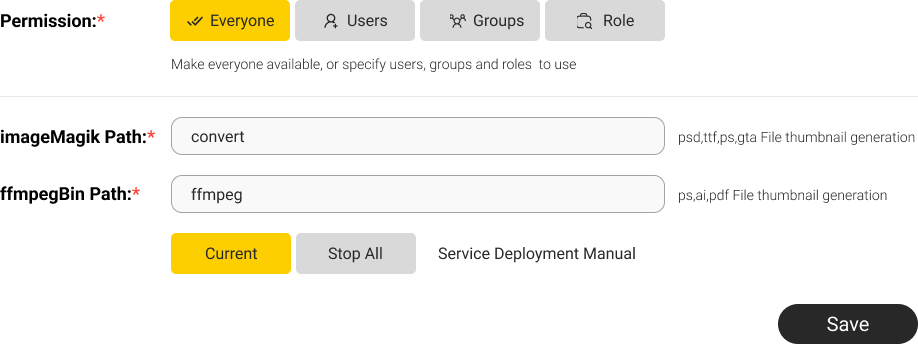 Permission:* Everyone Users Groups Role
Make everyone available, or specify users, groups and roles to use
imageMagik Path:* convert psd,ttf,ps,gta File thumbnail generation
ffmpegBin Path:* ffmpeg ps,ai,pdf File thumbnail generation
Current Stop All Service Deployment Manual
Save